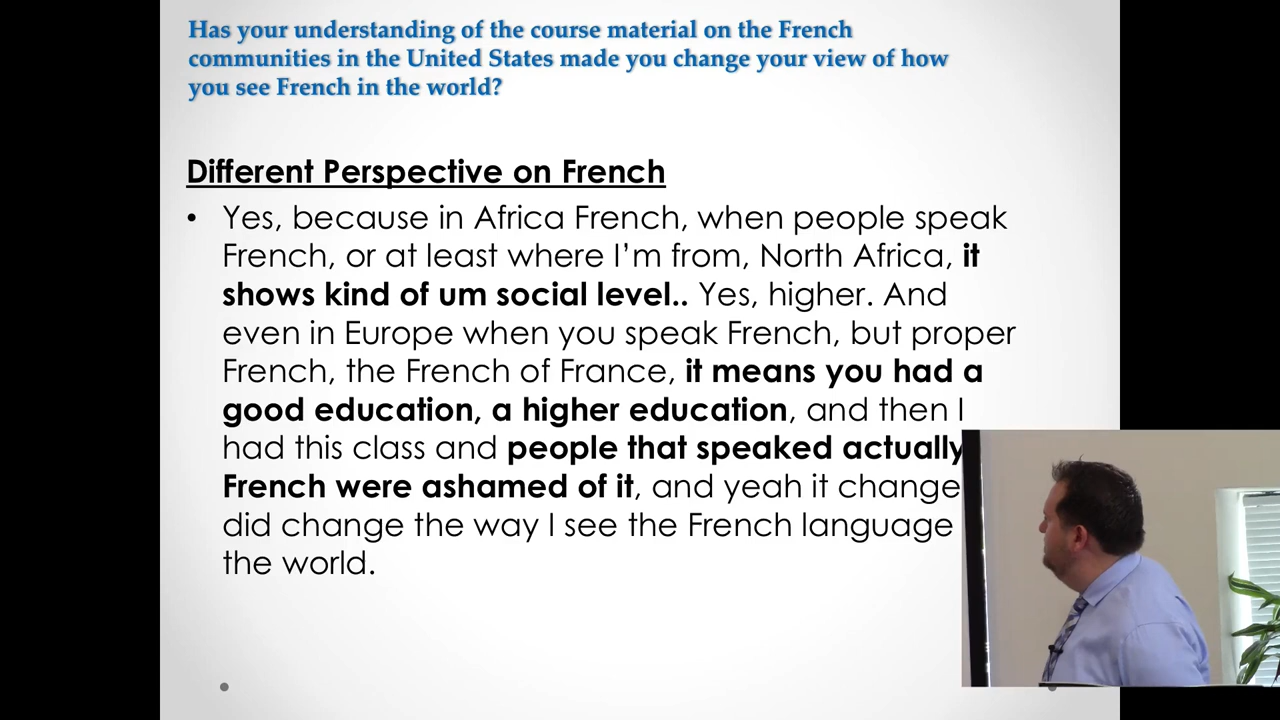 Has your understanding of the course material on the French
communities in the United States made you change your view of how
you see French in the world?
Different Perspective on French
• Yes, because in Africa French, when people speak
French, or at least where I'm from, North Africa, it
shows kind of um social level.. Yes, higher. And
even in Europe when you speak French, but proper
French, the French of France, it means you had a
good education, a higher education, and then I
had this class and people that speaked actually
French were ashamed of it, and yeah it change
did change the way I see the French language
the world.